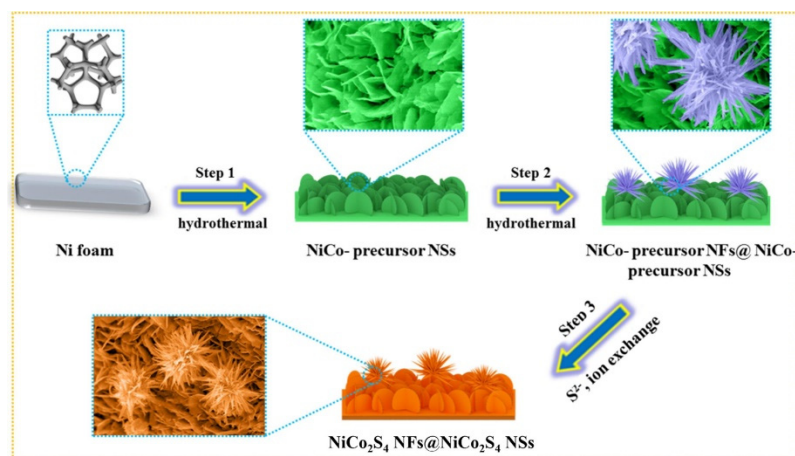 Step 1
hydrothermal
Step 2
hydrothermal
Ni foam
NiCo- precursor NSs
NiCo- precursor NFs@ NiCo-
precursor NSs
Step 3
S²⁻, ion exchange
NiCo₂S₄ NFs@NiCo₂S₄ NSs